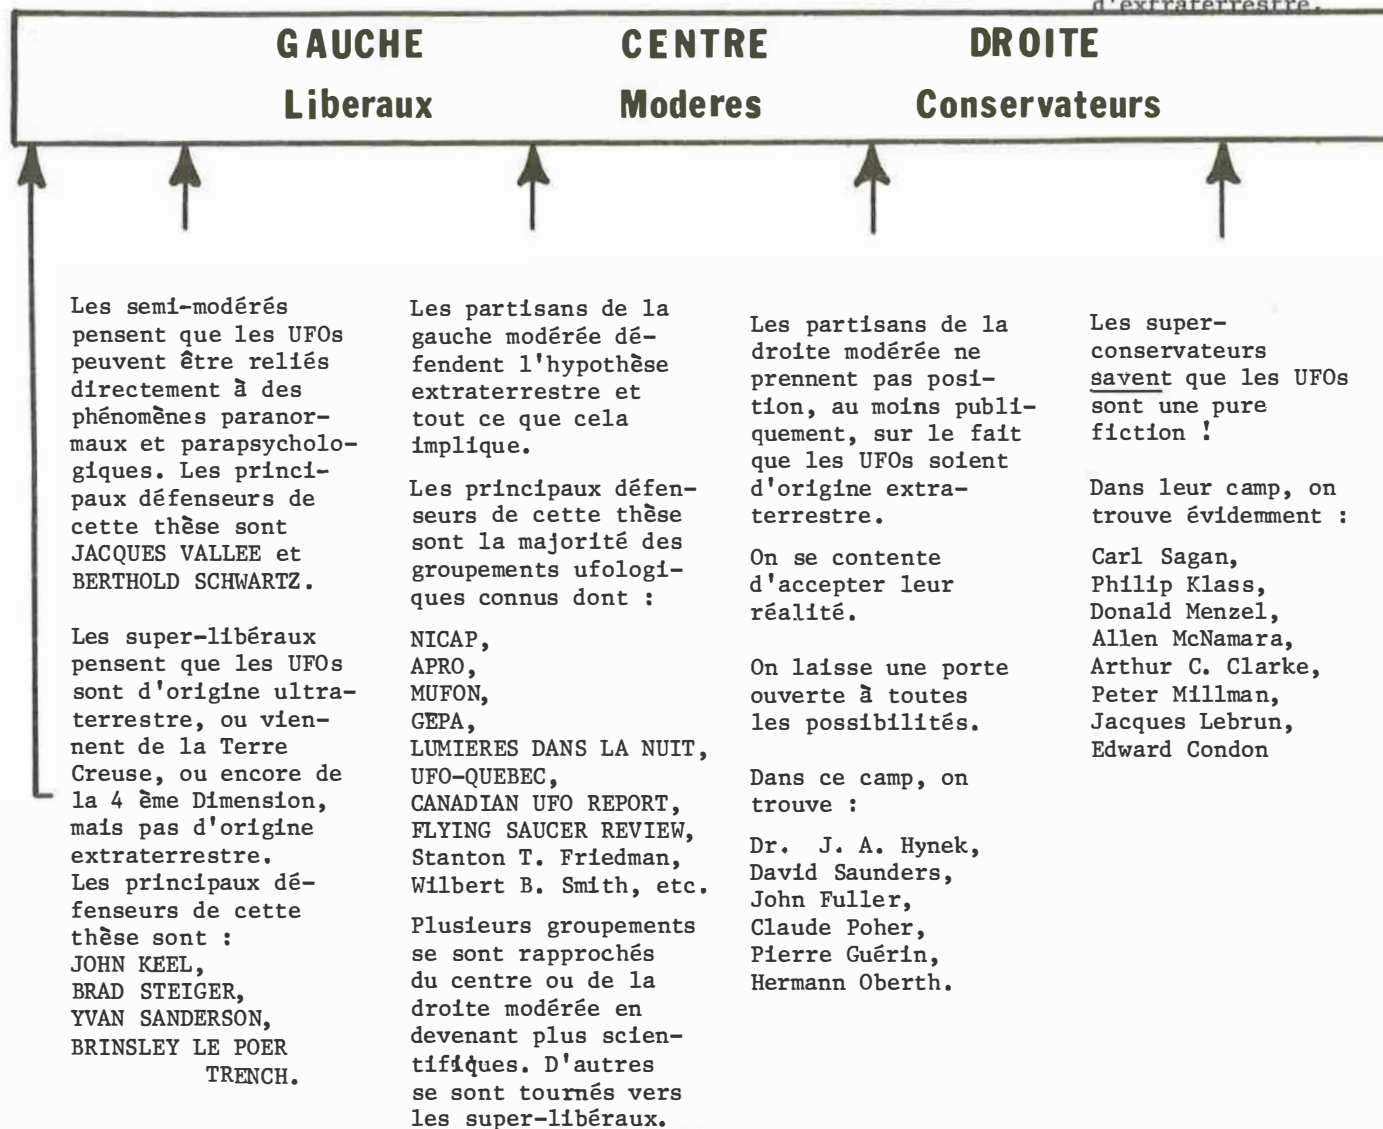 d'extraterrestre.
GAUCHE CENTRE DROITE
Liberaux Moderes Conservateurs
Les semi-modérés
pensent que les UFOs
peuvent être reliés
directement à des
phénomènes paranor-
maux et parapsycholo-
giques. Les princi-
paux défenseurs de
cette thèse sont
JACQUES VALLEE et
BERTHOLD SCHWARTZ.
Les super-libéraux
pensent que les UFOs
sont d'origine ultra-
terrestre, ou vien-
nent de la Terre
Creuse, ou encore de
la 4 ème Dimension,
mais pas d'origine
extraterrestre.
Les principaux dé-
fenseurs de cette
thèse sont :
JOHN KEEL,
BRAD STEIGER,
YVAN SANDERSON,
BRINSLEY LE POER
TRENCH.
Les partisans de la
gauche modérée dé-
fendent l'hypothèse
extraterrestre et
tout ce que cela
implique.
Les principaux défen-
seurs de cette thèse
sont la majorité des
groupements ufologi-
ques connus dont :
NICAP,
APRO,
MUFON,
GEPA,
LUMIERES DANS LA NUIT,
UFO-QUEBEC,
CANADIAN UFO REPORT,
FLYING SAUCER REVIEW,
Stanton T. Friedman,
Wilbert B. Smith, etc.
Plusieurs groupements
se sont rapprochés
du centre ou de la
droite modérée en
devenant plus scien-
tifiques. D'autres
se sont tournés vers
les super-libéraux.
Les partisans de la
droite modérée ne
prennent pas posi-
tion, au moins publi-
quement, sur le fait
que les UFOs soient
d'origine extra-
terrestre.
On se contente
d'accepter leur
réalité.
On laisse une porte
ouverte à toutes
les possibilités.
Dans ce camp, on
trouve :
Dr. J. A. Hynek,
David Saunders,
John Fuller,
Claude Poher,
Pierre Guérin,
Hermann Oberth.
Les super-
conservateurs
savent que les UFOs
sont une pure
fiction !
Dans leur camp, on
trouve évidemment :
Carl Sagan,
Philip Klass,
Donald Menzel,
Allen McNamara,
Arthur C. Clarke,
Peter Millman,
Jacques Lebrun,
Edward Condon